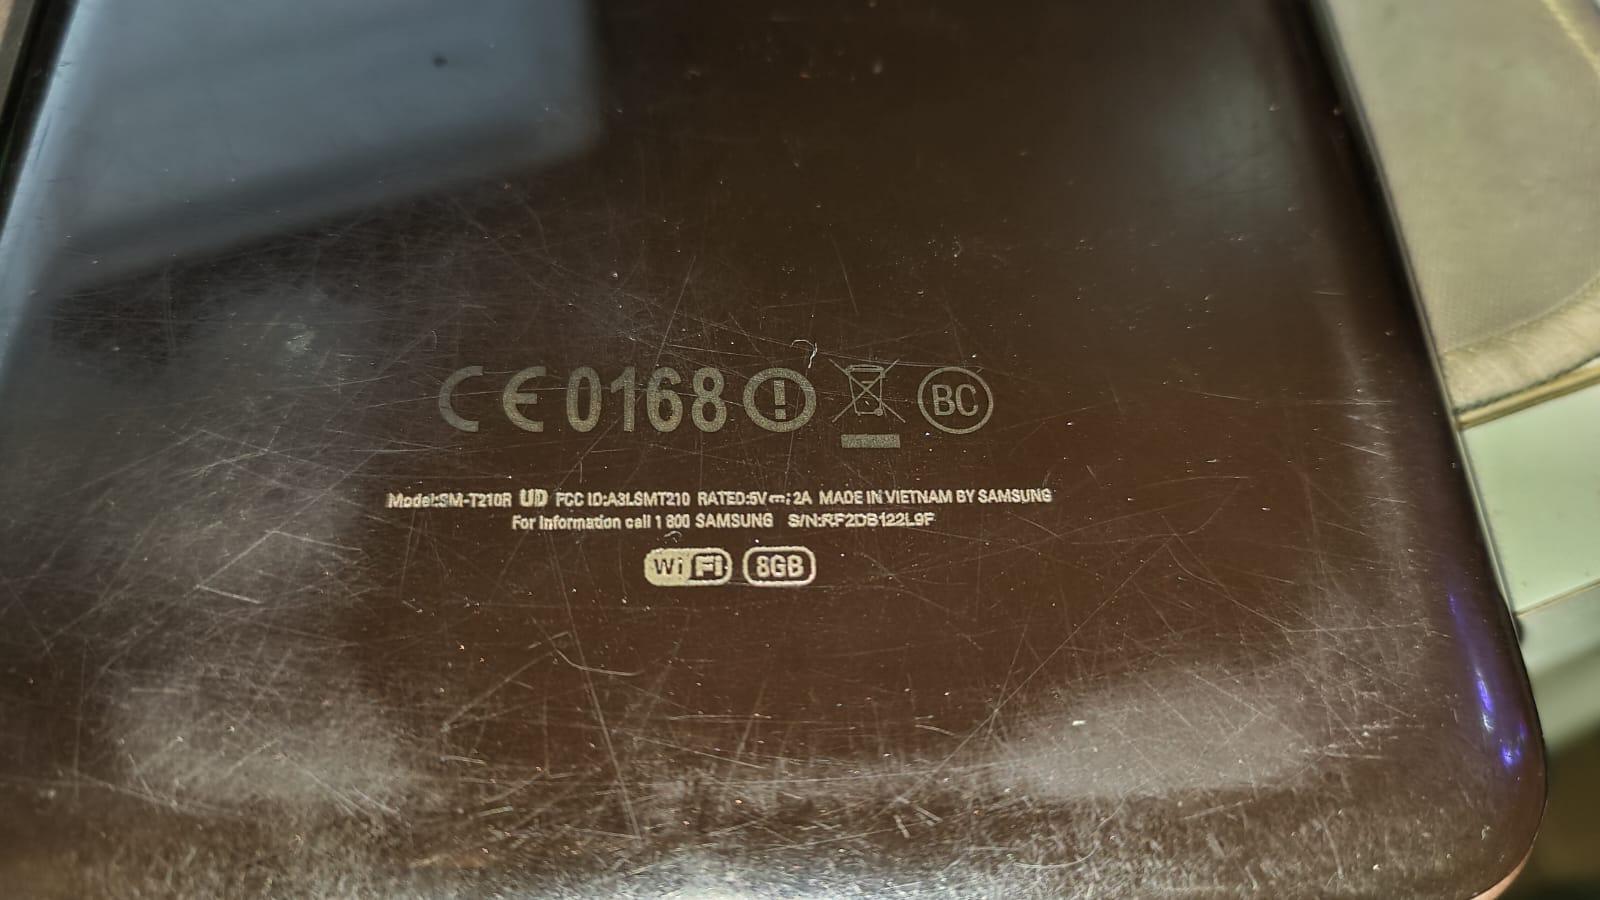 CE0168 BC
Model:SM-T210R UD FCC ID:A3LSMT210 RATED:5V⎓; 2A MADE IN VIETNAM BY SAMSUNG
For Information call 1 800 SAMSUNG S/N:RF2DB122L9F
WiFi 8GB